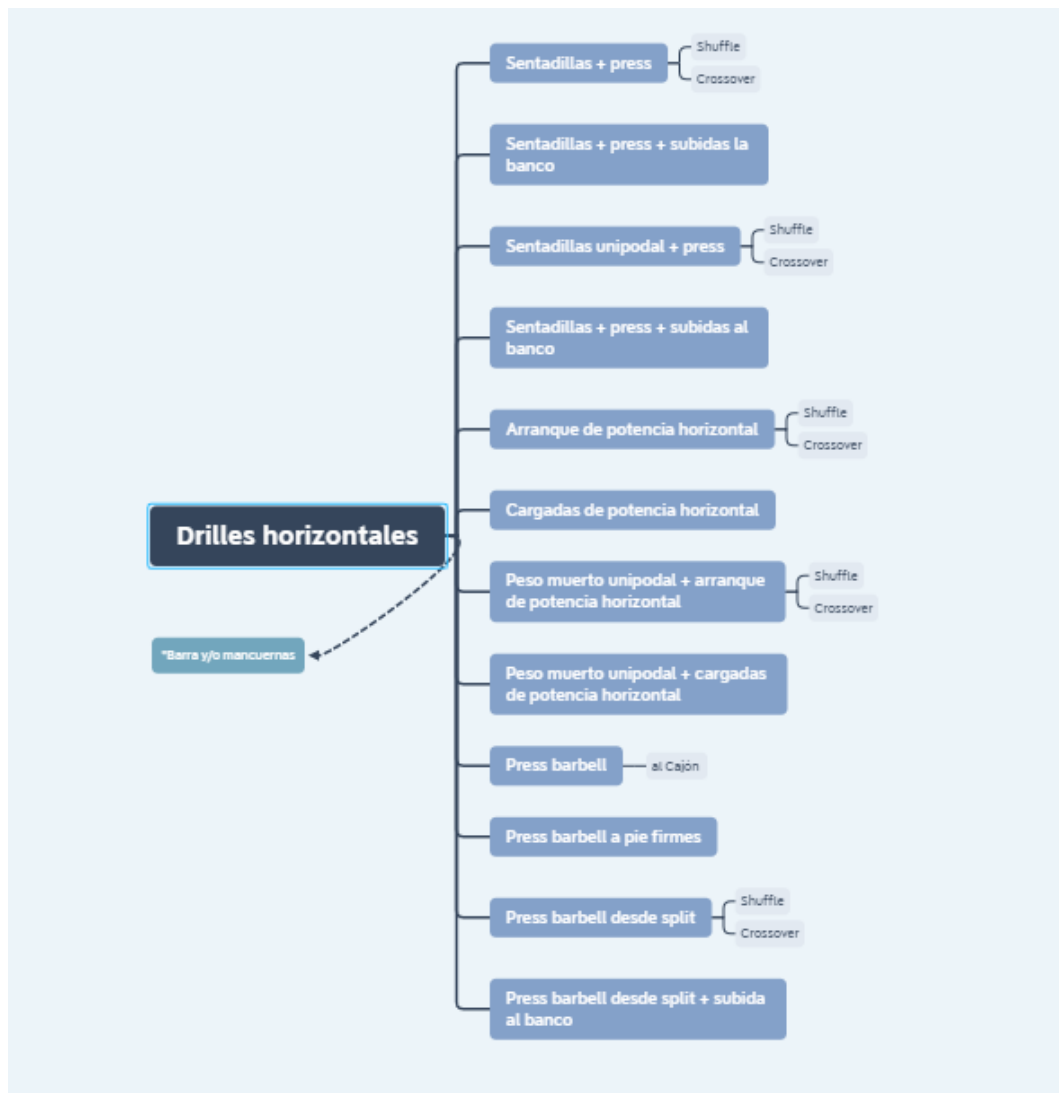 Sentadillas + press
Shuffle
Crossover
Sentadillas + press + subidas la
banco
Sentadillas unipodal + press
Shuffle
Crossover
Sentadillas + press + subidas al
banco
Arranque de potencia horizontal
Shuffle
Crossover
Cargadas de potencia horizontal
Drilles horizontales
Peso muerto unipodal + arranque
de potencia horizontal
Shuffle
Crossover
*Barra y/o mancuernas
Peso muerto unipodal + cargadas
de potencia horizontal
Press barbell
al Cajón
Press barbell a pie firmes
Press barbell desde split
Shuffle
Crossover
Press barbell desde split + subida
al banco